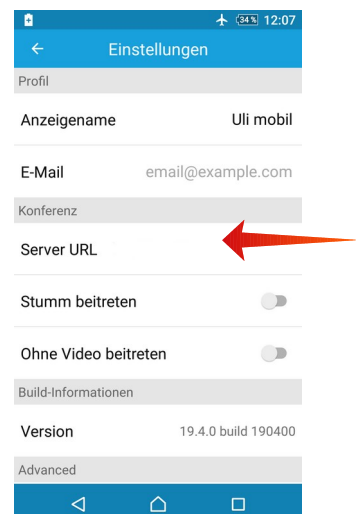 34% 12:07
Einstellungen
Profil
Anzeigename Uli mobil
E-Mail email@example.com
Konferenz
Server URL
Stumm beitreten
Ohne Video beitreten
Build-Informationen
Version 19.4.0 build 190400
Advanced